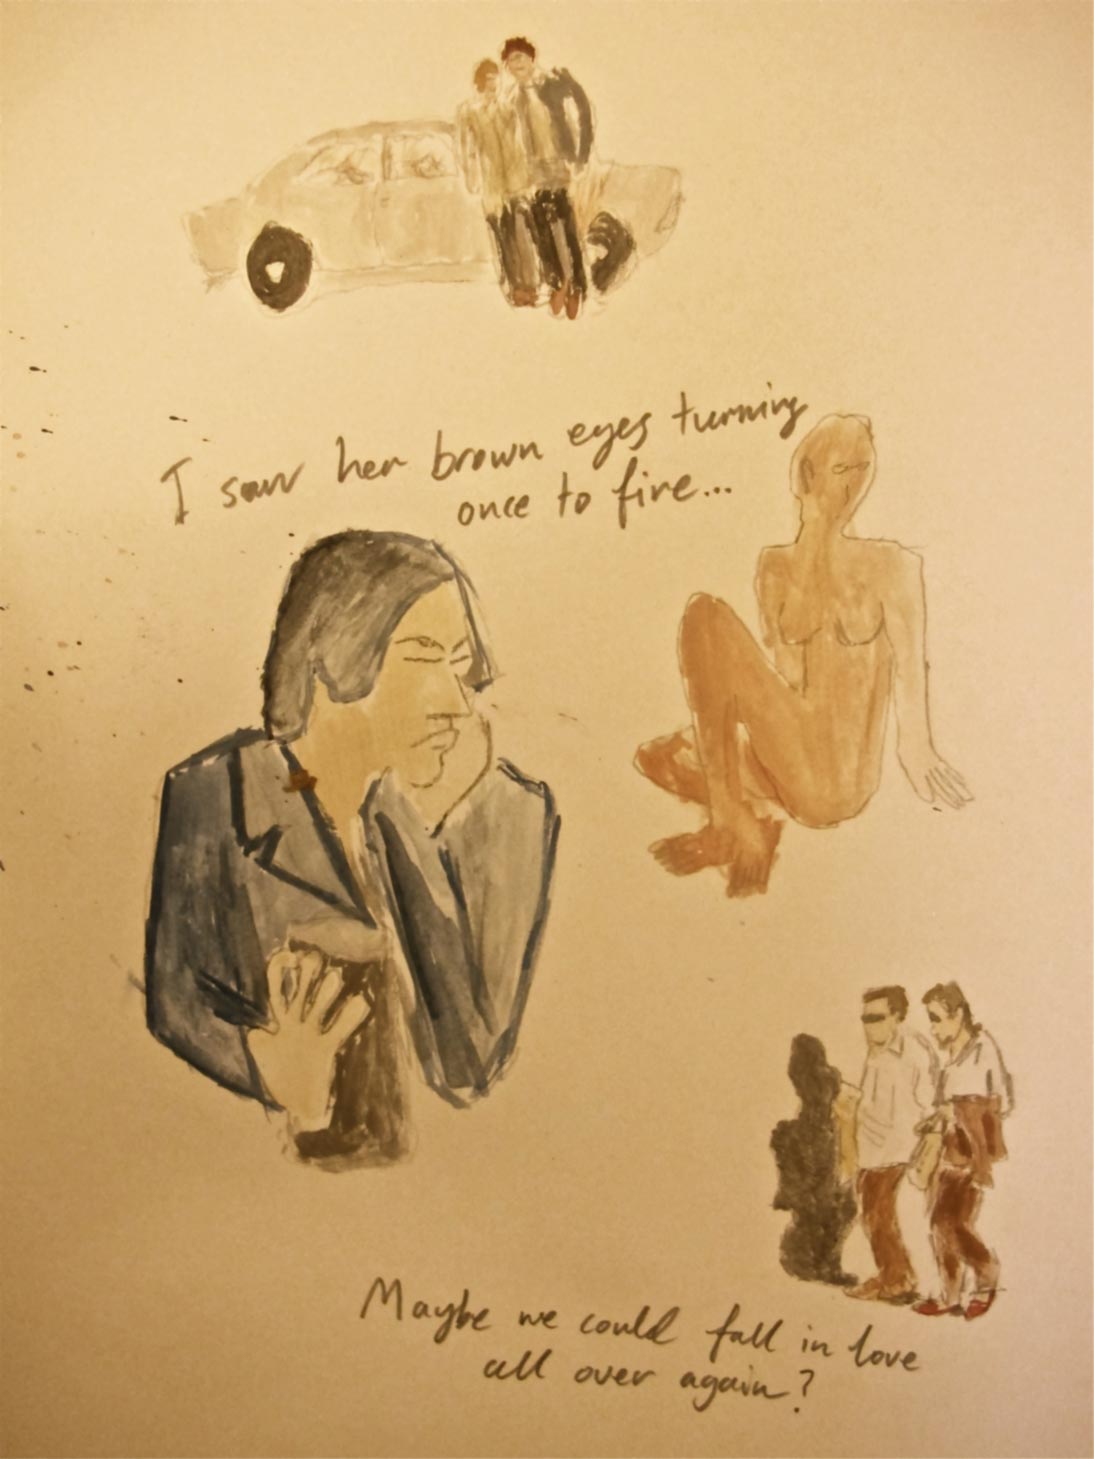 I saw her brown eyes turning
once to fire...
Maybe we could fall in love
all over again?